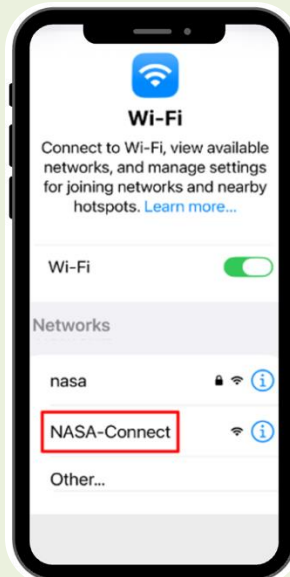 Wi-Fi
Connect to Wi-Fi, view available
networks, and manage settings
for joining networks and nearby
hotspots. Learn more...
Wi-Fi
Networks
nasa
NASA-Connect
Other...